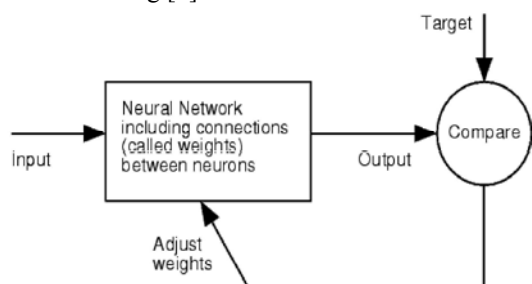 Target
Neural Network
including connections
(called weights)
between neurons
Compare
Input
Output
Adjust
weights